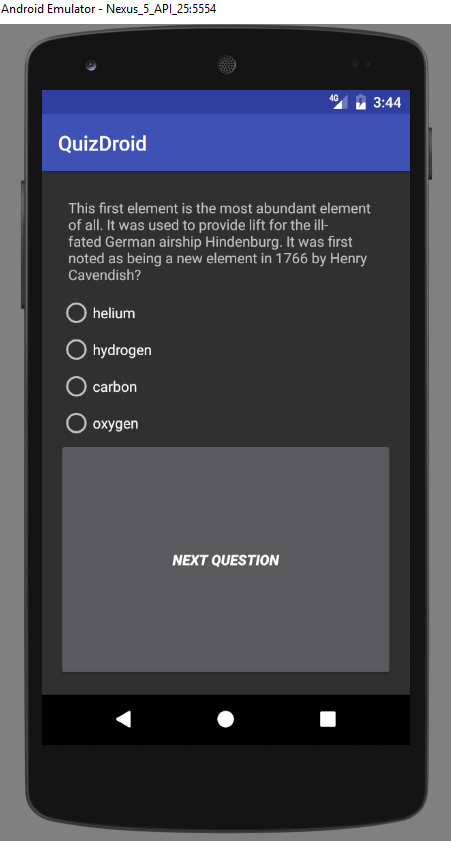 Android Emulator - Nexus_5_API_25:5554
4G 3:44
QuizDroid
This first element is the most abundant element
of all. It was used to provide lift for the ill-
fated German airship Hindenburg. It was first
noted as being a new element in 1766 by Henry
Cavendish?
helium
hydrogen
carbon
oxygen
NEXT QUESTION